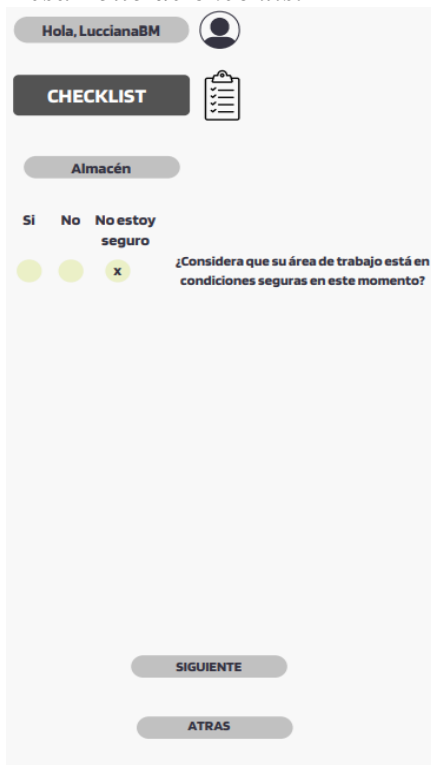 Hola, LuccianaBM
CHECKLIST
Almacén
Si No No estoy
seguro
x
¿Considera que su área de trabajo está en
condiciones seguras en este momento?
SIGUIENTE
ATRAS